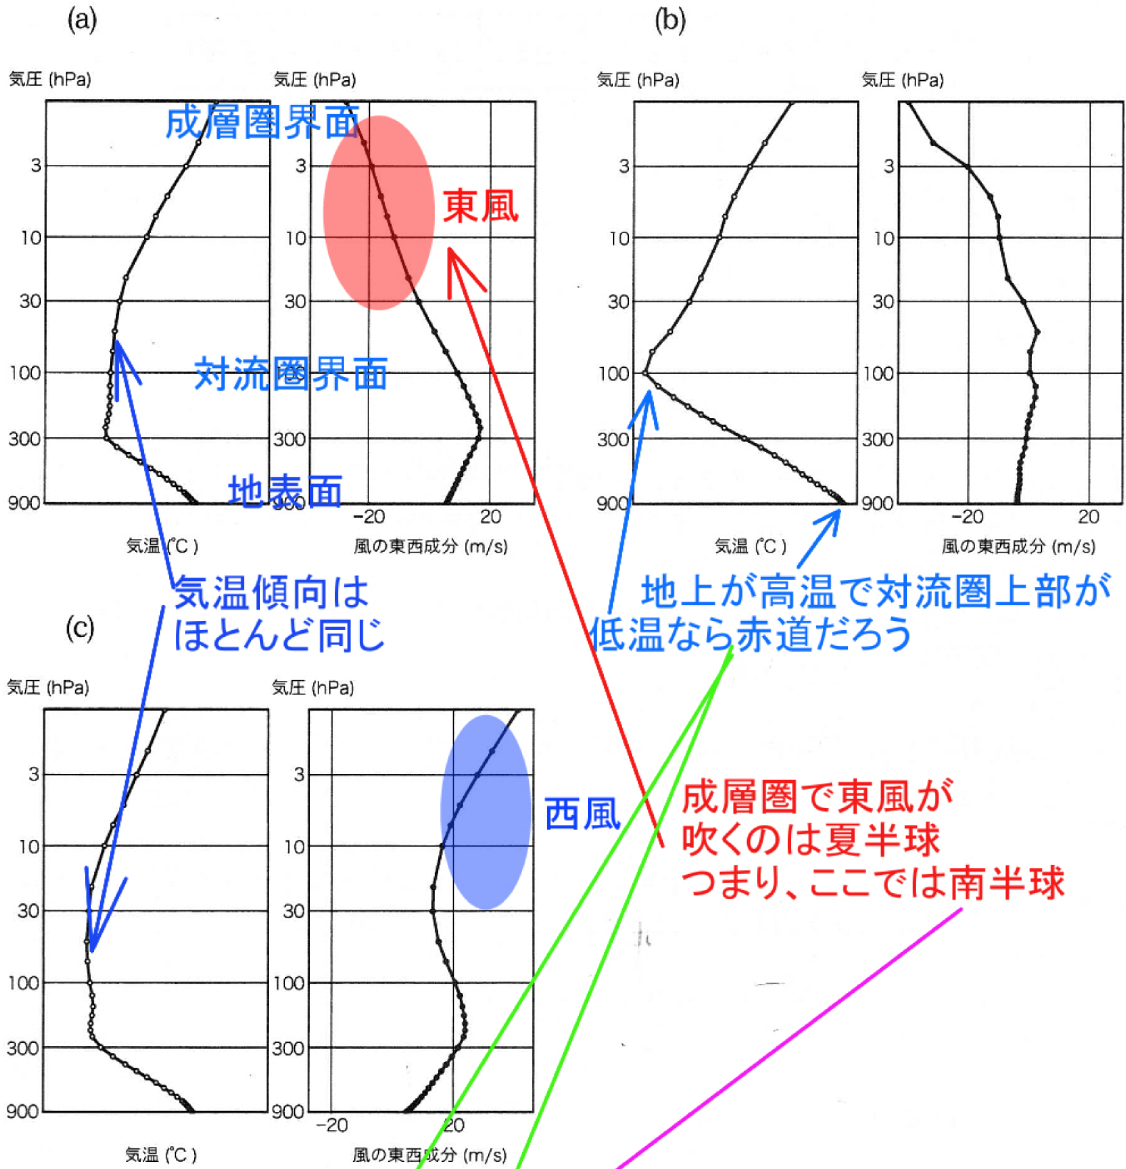 (a)
(b)
気圧 (hPa)
気圧 (hPa)
気圧 (hPa)
気圧 (hPa)
成層圏界面
3
3
3
3
東風
10
10
10
10
30
30
30
30
対流圏界面
100
100
100
100
300
300
300
300
地表面
900
900
900
-20
20
-20
20
気温 (℃)
風の東西成分 (m/s)
気温 (℃)
風の東西成分 (m/s)
気温傾向は
ほとんど同じ
地上が高温で対流圏上部が
低温なら赤道だろう
(c)
気圧 (hPa)
気圧 (hPa)
3
3
西風
成層圏で東風が
吹くのは夏半球
つまり、ここでは南半球
10
10
30
30
100
100
300
300
900
900
-20
20
気温 (℃)
風の東西成分 (m/s)